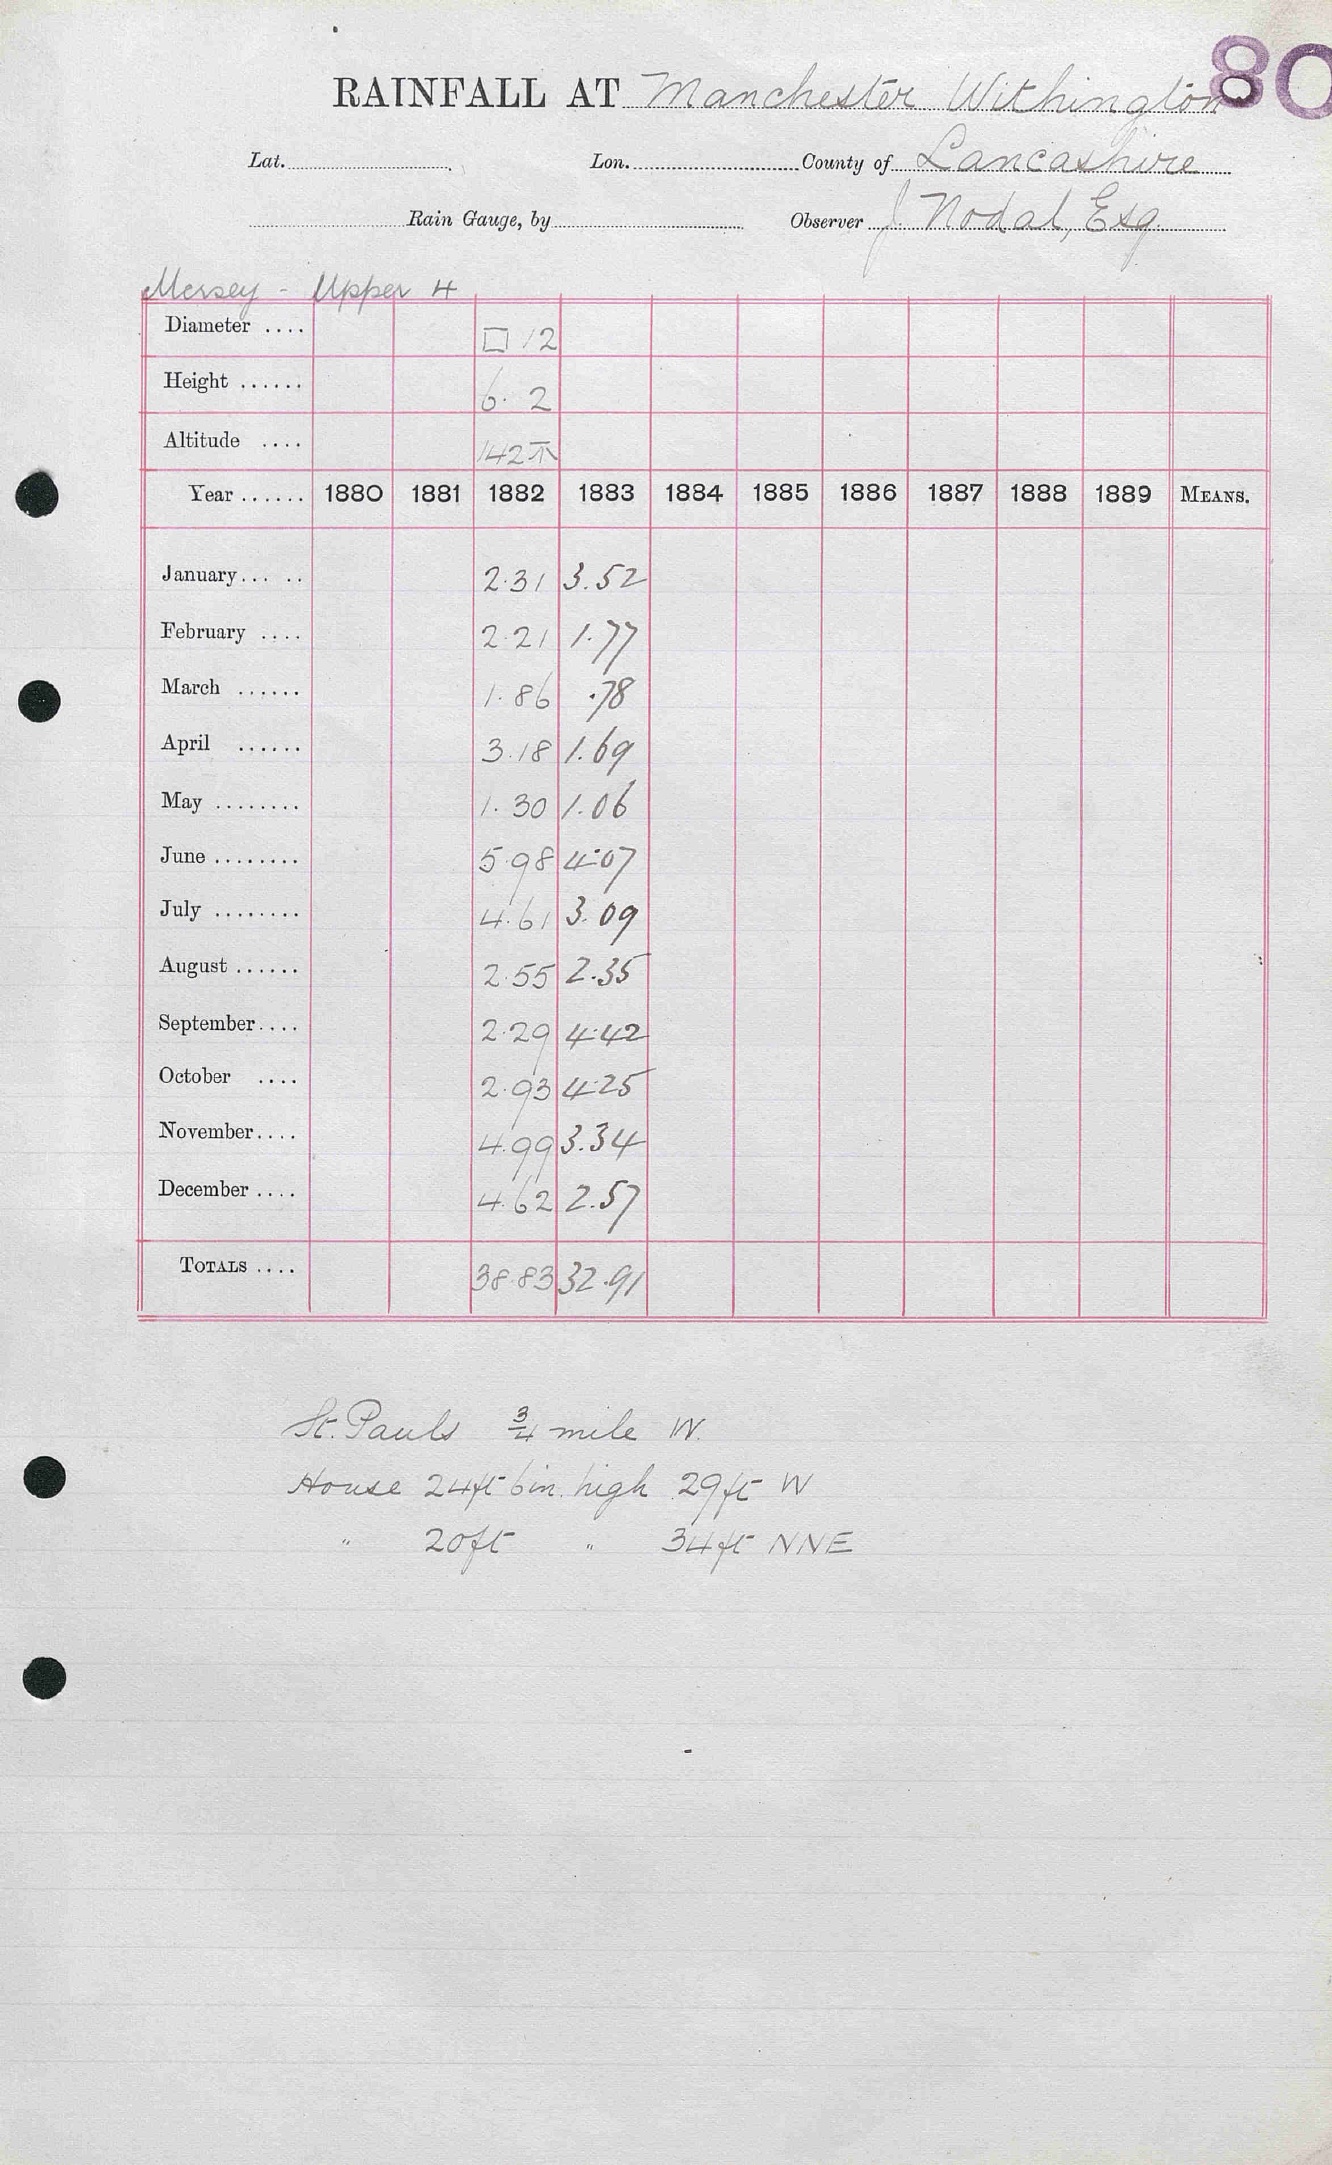 80
RAINFALL AT Manchester Withington
Lat. Lon. County of Lancashire
Rain Gauge, by Observer J. Nodal, Esq.
Mersey - Upper 4
Diameter .... □ 12
Height ...... 6. 2
Altitude .... 142
Year ...... 1880 1881 1882 1883 1884 1885 1886 1887 1888 1889 MEANS.
January... .. 2.31 3.52
February .... 2.21 1.77
March ...... 1.86 .78
April ...... 3.18 1.69
May ........ 1.30 1.06
June ........ 5.98 4.07
July ........ 4.61 3.09
August ...... 2.55 2.35
September.... 2.29 4.42
October .... 2.93 4.25
November.... 4.99 3.34
December .... 4.62 2.57
TOTALS .... 38.83 32.91
St. Pauls 3/4 mile W.
House 24ft 6in. high 29ft W
" 20ft " 34ft NNE